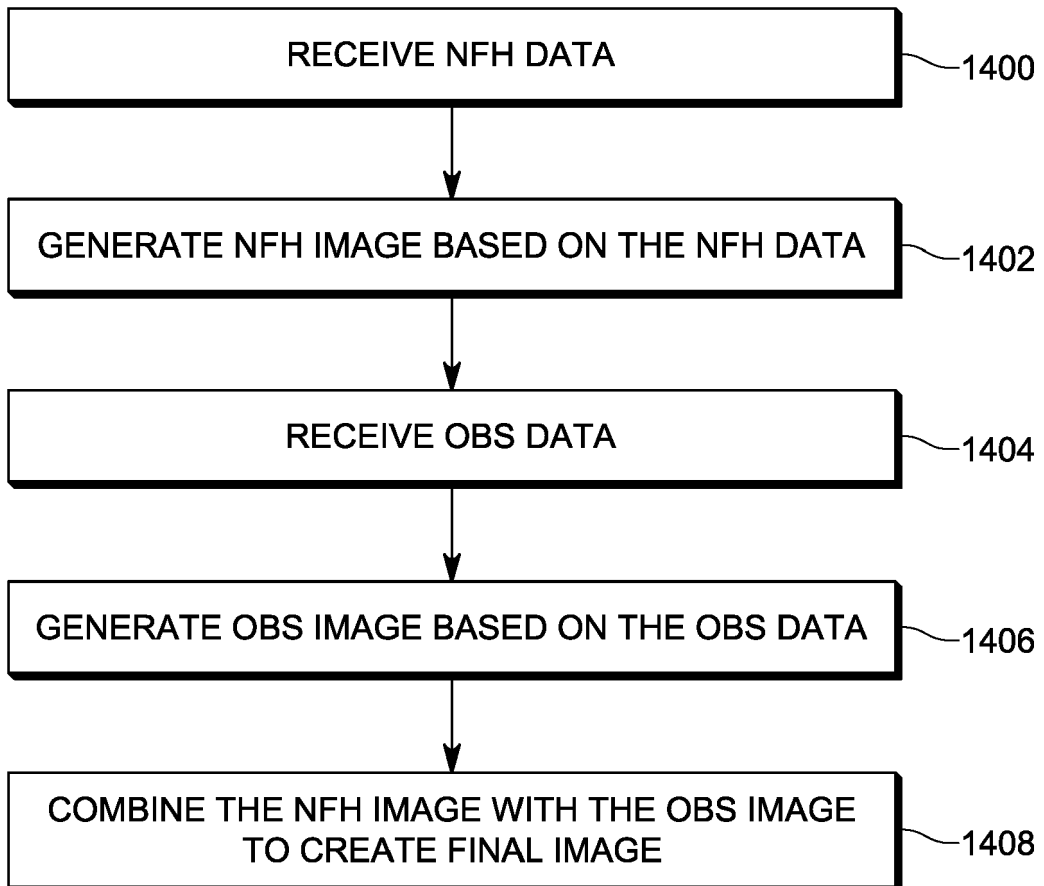 RECEIVE NFH DATA
1400
GENERATE NFH IMAGE BASED ON THE NFH DATA
1402
RECEIVE OBS DATA
1404
GENERATE OBS IMAGE BASED ON THE OBS DATA
1406
COMBINE THE NFH IMAGE WITH THE OBS IMAGE
TO CREATE FINAL IMAGE
1408